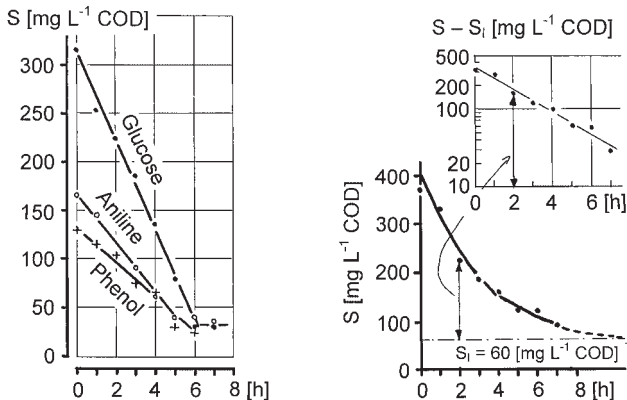 S [mg L⁻¹ COD]
300
250
200
150
100
50
0
Glucose
Aniline
Phenol
0 2 4 6 8 [h]
S – Sᵢ [mg L⁻¹ COD]
500
200
100
20
10
0 2 4 6 [h]
S [mg L⁻¹ COD]
400
300
200
100
0
Sᵢ = 60 [mg L⁻¹ COD]
0 2 4 6 8 [h]